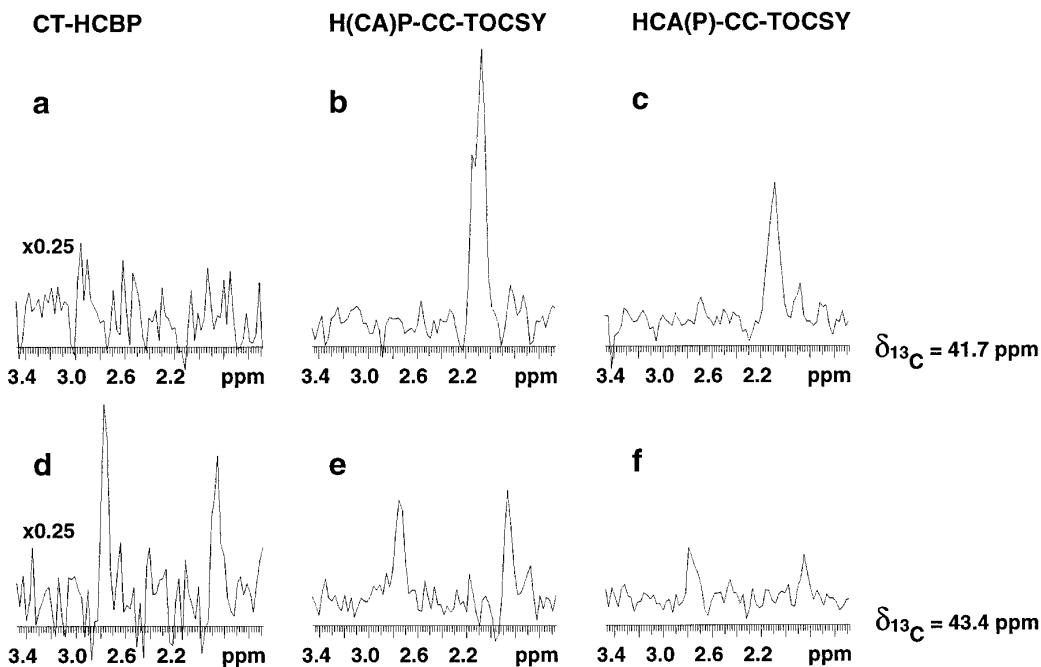 CT-HCBP H(CA)P-CC-TOCSY HCA(P)-CC-TOCSY
a b c
x0.25
3.4 3.0 2.6 2.2 ppm 3.4 3.0 2.6 2.2 ppm 3.4 3.0 2.6 2.2 ppm
δ13C = 41.7 ppm
d e f
x0.25
3.4 3.0 2.6 2.2 ppm 3.4 3.0 2.6 2.2 ppm 3.4 3.0 2.6 2.2 ppm
δ13C = 43.4 ppm